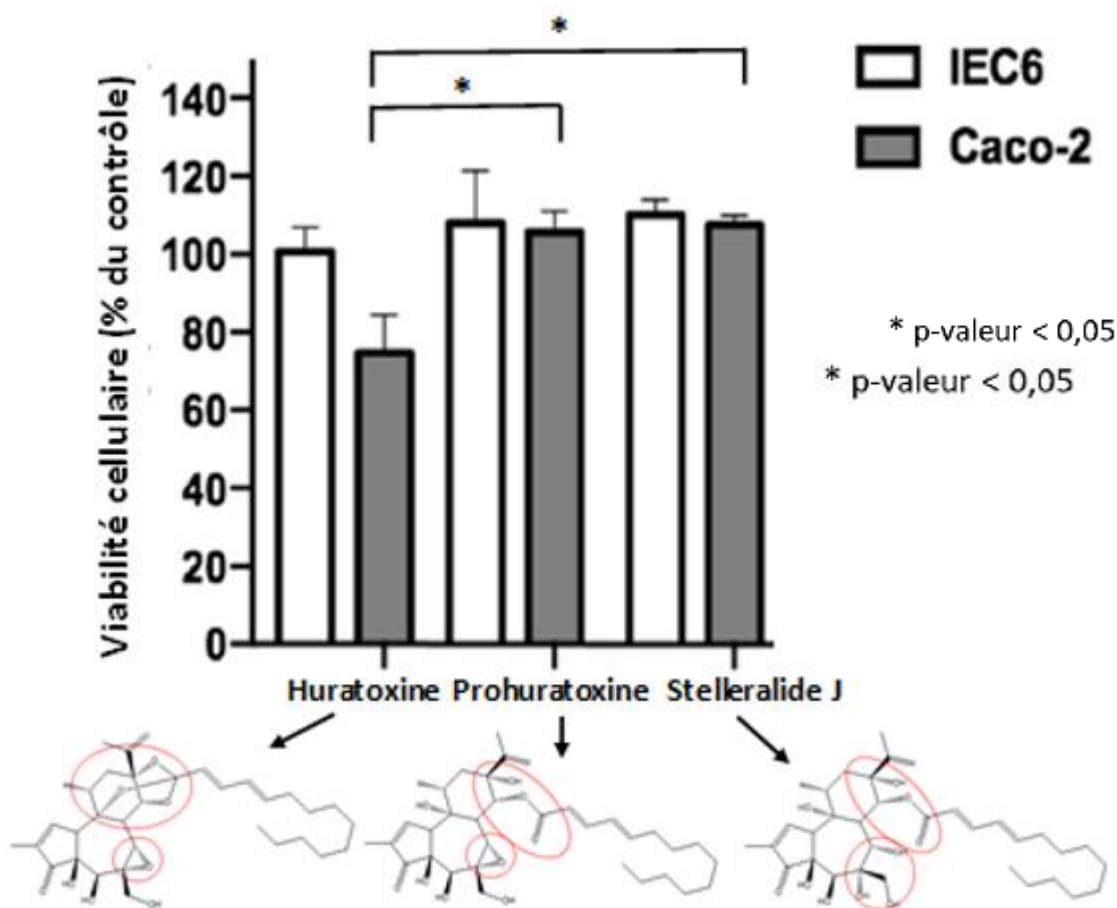 *
*
Viabilité cellulaire (% du contrôle)
140
120
100
80
60
40
20
0
IEC6
Caco-2
* p-valeur < 0,05
* p-valeur < 0,05
Huratoxine Prohuratoxine Stelleralide J